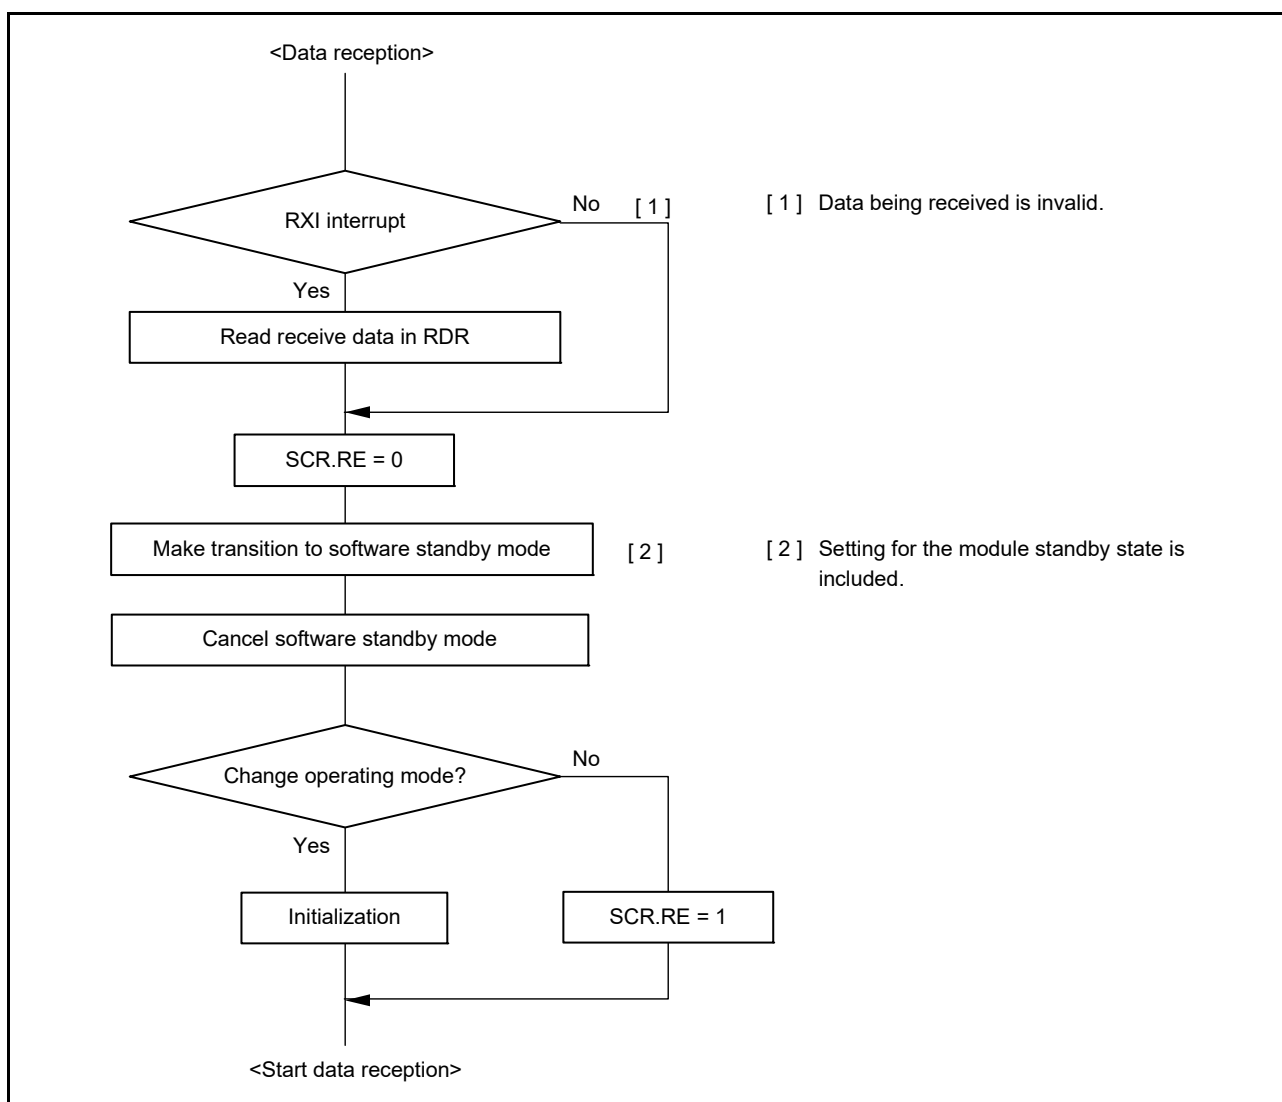 <Data reception>
No [ 1 ] [ 1 ] Data being received is invalid.
RXI interrupt
Yes
Read receive data in RDR
SCR.RE = 0
Make transition to software standby mode [ 2 ] [ 2 ] Setting for the module standby state is
included.
Cancel software standby mode
No
Change operating mode?
Yes
Initialization SCR.RE = 1
<Start data reception>